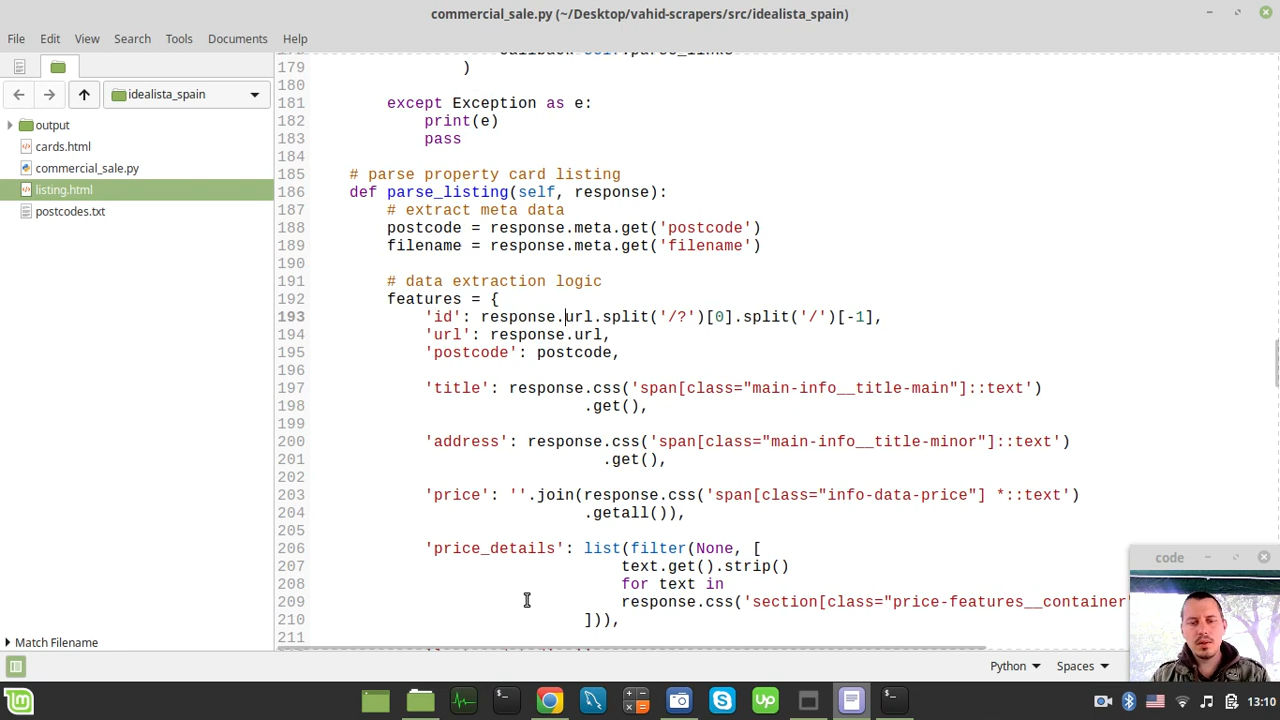 commercial_sale.py (~/Desktop/vahid-scrapers/src/idealista_spain)
File Edit View Search Tools Documents Help
idealista_spain
output
cards.html
commercial_sale.py
listing.html
postcodes.txt
Match Filename
179 )
180
181 except Exception as e:
182 print(e)
183 pass
184
185 # parse property card listing
186 def parse_listing(self, response):
187 # extract meta data
188 postcode = response.meta.get('postcode')
189 filename = response.meta.get('filename')
190
191 # data extraction logic
192 features = {
193 'id': response.url.split('/?')[0].split('/')[-1],
194 'url': response.url,
195 'postcode': postcode,
196
197 'title': response.css('span[class="main-info__title-main"]::text')
198 .get(),
199
200 'address': response.css('span[class="main-info__title-minor"]::text')
201 .get(),
202
203 'price': ''.join(response.css('span[class="info-data-price"] *::text')
204 .getall()),
205
206 'price_details': list(filter(None, [
207 text.get().strip()
208 for text in
209 response.css('section[class="price-features__container"
210 ])),
211
code
Python Spaces
13:10